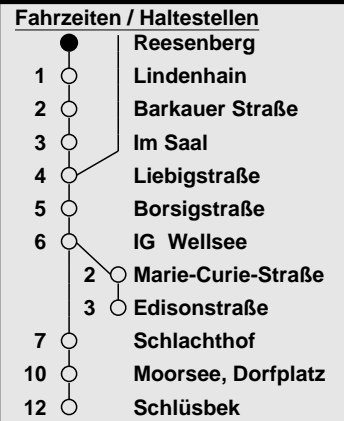 Fahrzeiten / Haltestellen
Reesenberg
1 Lindenhain
2 Barkauer Straße
3 Im Saal
4 Liebigstraße
5 Borsigstraße
6 IG Wellsee
2 Marie-Curie-Straße
3 Edisonstraße
7 Schlachthof
10 Moorsee, Dorfplatz
12 Schlüsbek